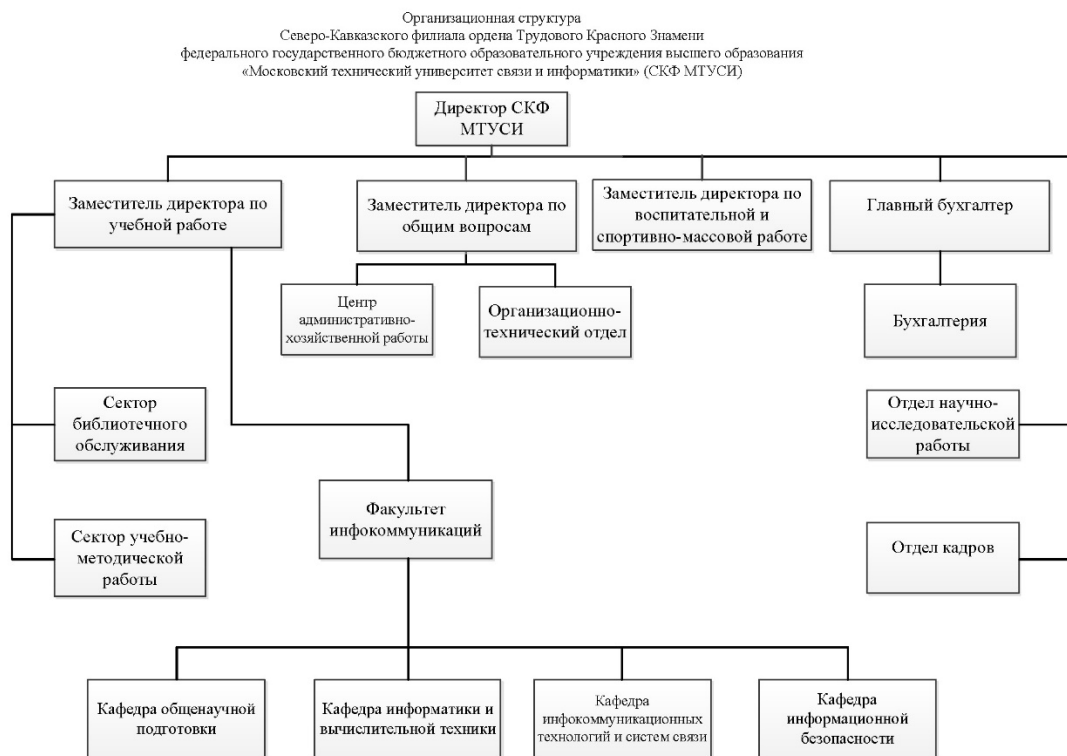 Организационная структура
Северо-Кавказского филиала ордена Трудового Красного Знамени
федерального государственного бюджетного образовательного учреждения высшего образования
«Московский технический университет связи и информатики» (СКФ МТУСИ)
Директор СКФ
МТУСИ
Заместитель директора по
учебной работе
Заместитель директора по
общим вопросам
Заместитель директора по
воспитательной и
спортивно-массовой работе
Главный бухгалтер
Центр
административно-
хозяйственной работы
Организационно-
технический отдел
Бухгалтерия
Сектор
библиотечного
обслуживания
Отдел научно-
исследовательской
работы
Факультет
инфокоммуникаций
Сектор учебно-
методической
работы
Отдел кадров
Кафедра общенаучной
подготовки
Кафедра информатики и
вычислительной техники
Кафедра
инфокоммуникационных
технологий и систем связи
Кафедра
информационной
безопасности